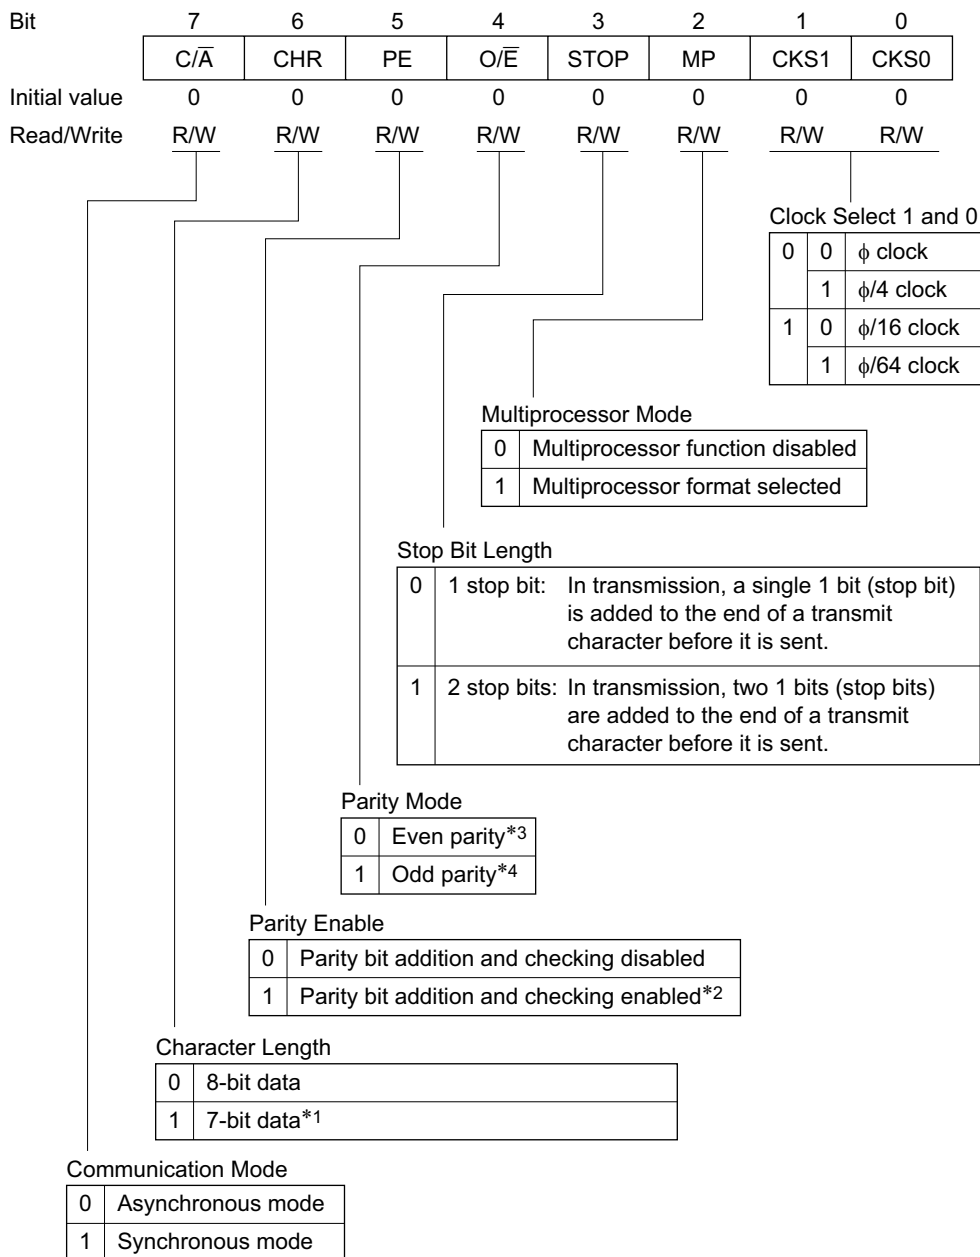 Bit 7 6 5 4 3 2 1 0
C/A̅ CHR PE O/E̅ STOP MP CKS1 CKS0
Initial value 0 0 0 0 0 0 0 0
Read/Write R/W R/W R/W R/W R/W R/W R/W R/W
Clock Select 1 and 0
0 0 ϕ clock
1 ϕ/4 clock
1 0 ϕ/16 clock
1 ϕ/64 clock
Multiprocessor Mode
0 Multiprocessor function disabled
1 Multiprocessor format selected
Stop Bit Length
0 1 stop bit: In transmission, a single 1 bit (stop bit)
is added to the end of a transmit
character before it is sent.
1 2 stop bits: In transmission, two 1 bits (stop bits)
are added to the end of a transmit
character before it is sent.
Parity Mode
0 Even parity*3
1 Odd parity*4
Parity Enable
0 Parity bit addition and checking disabled
1 Parity bit addition and checking enabled*2
Character Length
0 8-bit data
1 7-bit data*1
Communication Mode
0 Asynchronous mode
1 Synchronous mode